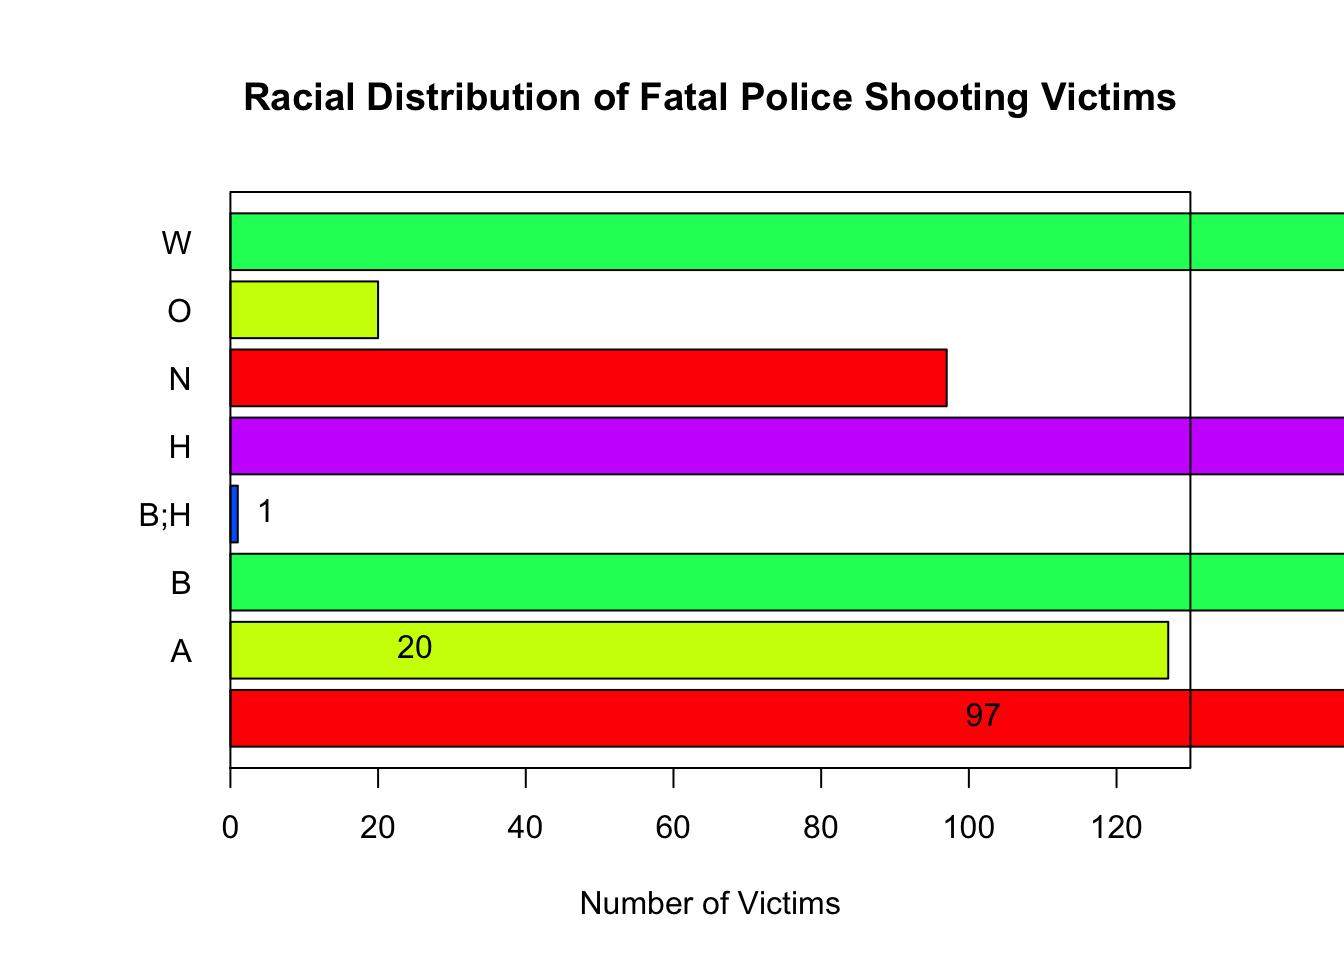 Racial Distribution of Fatal Police Shooting Victims
W
O
N
H
B;H 1
B
A 20
97
0 20 40 60 80 100 120
Number of Victims